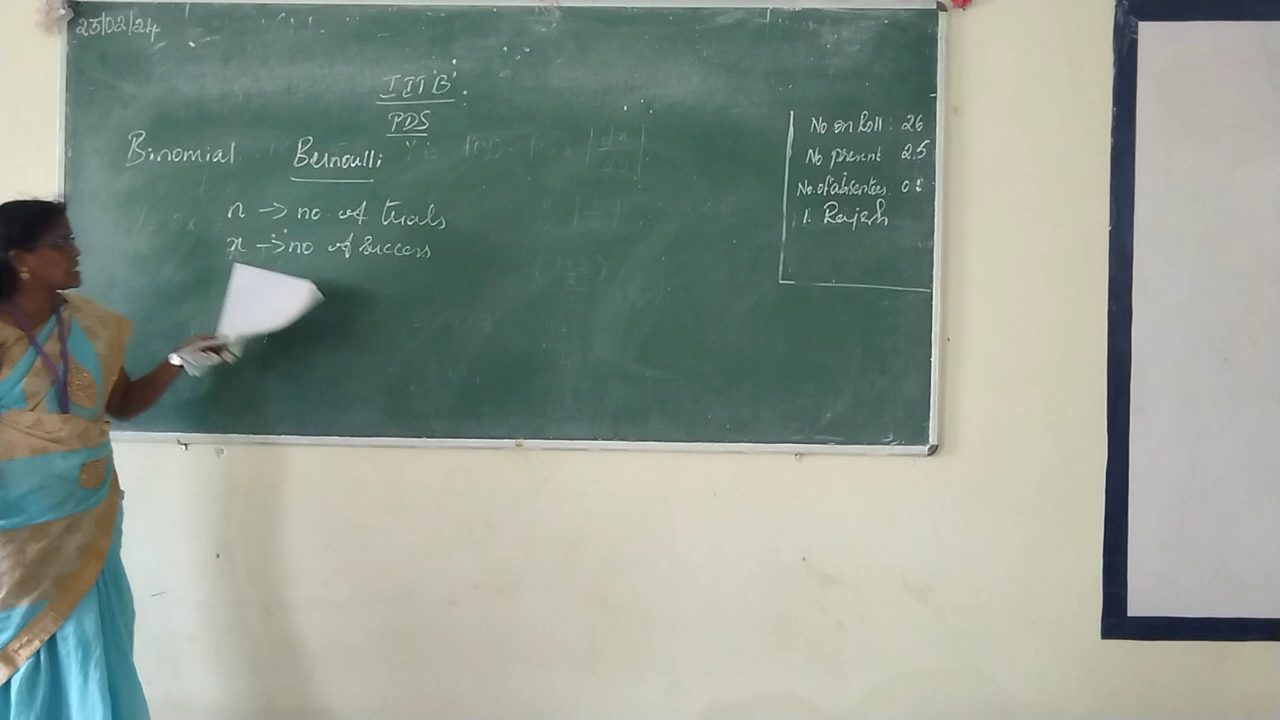 23/02/24
III B.
PDS
Binomial Bernoulli
n → no of trials
x → no of success
No on Roll : 26
No present 25
No. of absentees 01
1. Rajesh